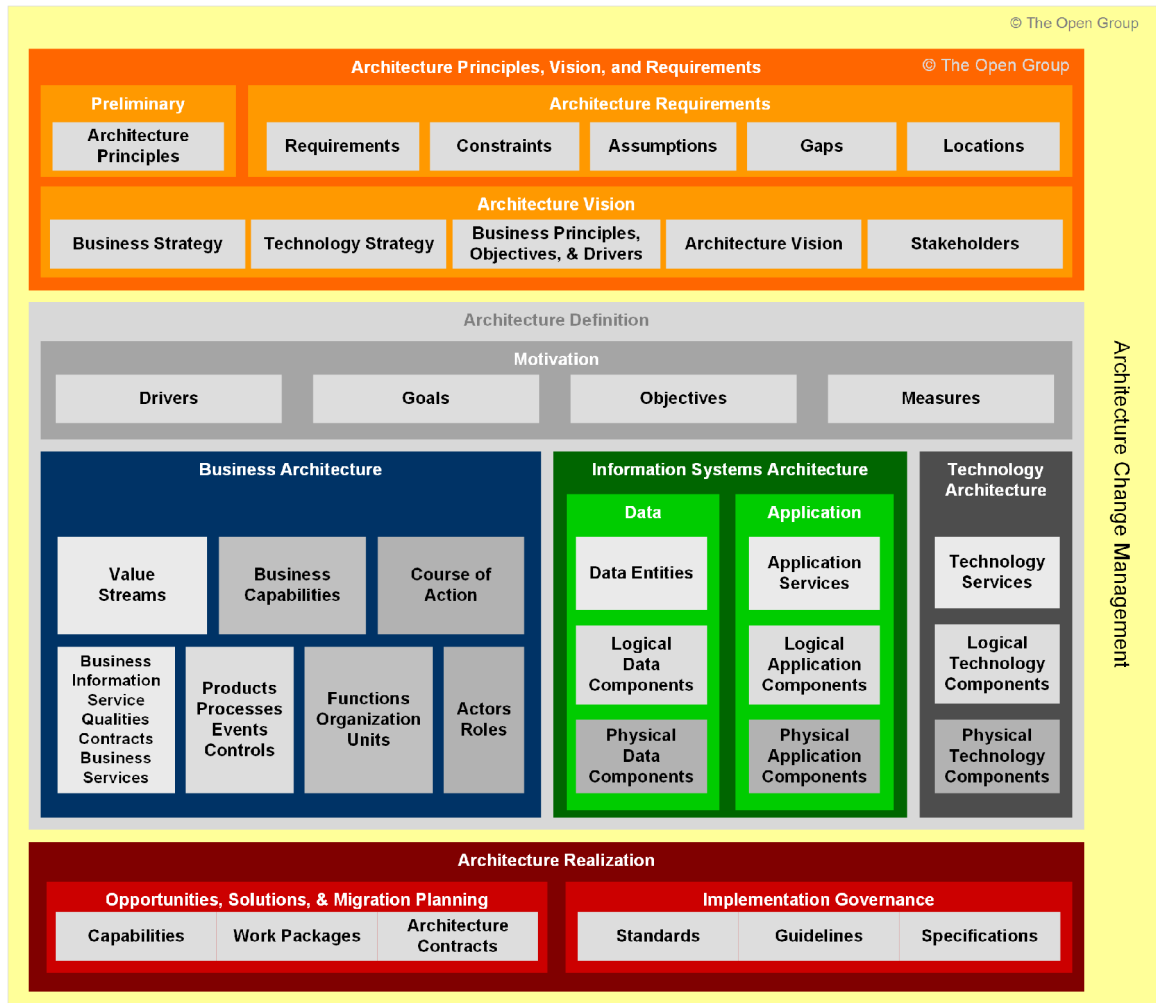 © The Open Group
Architecture Principles, Vision, and Requirements
© The Open Group
Preliminary
Architecture
Principles
Architecture Requirements
Requirements
Constraints
Assumptions
Gaps
Locations
Architecture Vision
Business Strategy
Technology Strategy
Business Principles,
Objectives, & Drivers
Architecture Vision
Stakeholders
Architecture Definition
Motivation
Drivers
Goals
Objectives
Measures
Business Architecture
Value
Streams
Business
Capabilities
Course of
Action
Business
Information
Service
Qualities
Contracts
Business
Services
Products
Processes
Events
Controls
Functions
Organization
Units
Actors
Roles
Information Systems Architecture
Data
Data Entities
Logical
Data
Components
Physical
Data
Components
Application
Application
Services
Logical
Application
Components
Physical
Application
Components
Technology
Architecture
Technology
Services
Logical
Technology
Components
Physical
Technology
Components
Architecture Realization
Opportunities, Solutions, & Migration Planning
Capabilities
Work Packages
Architecture
Contracts
Implementation Governance
Standards
Guidelines
Specifications
Architecture Change Management